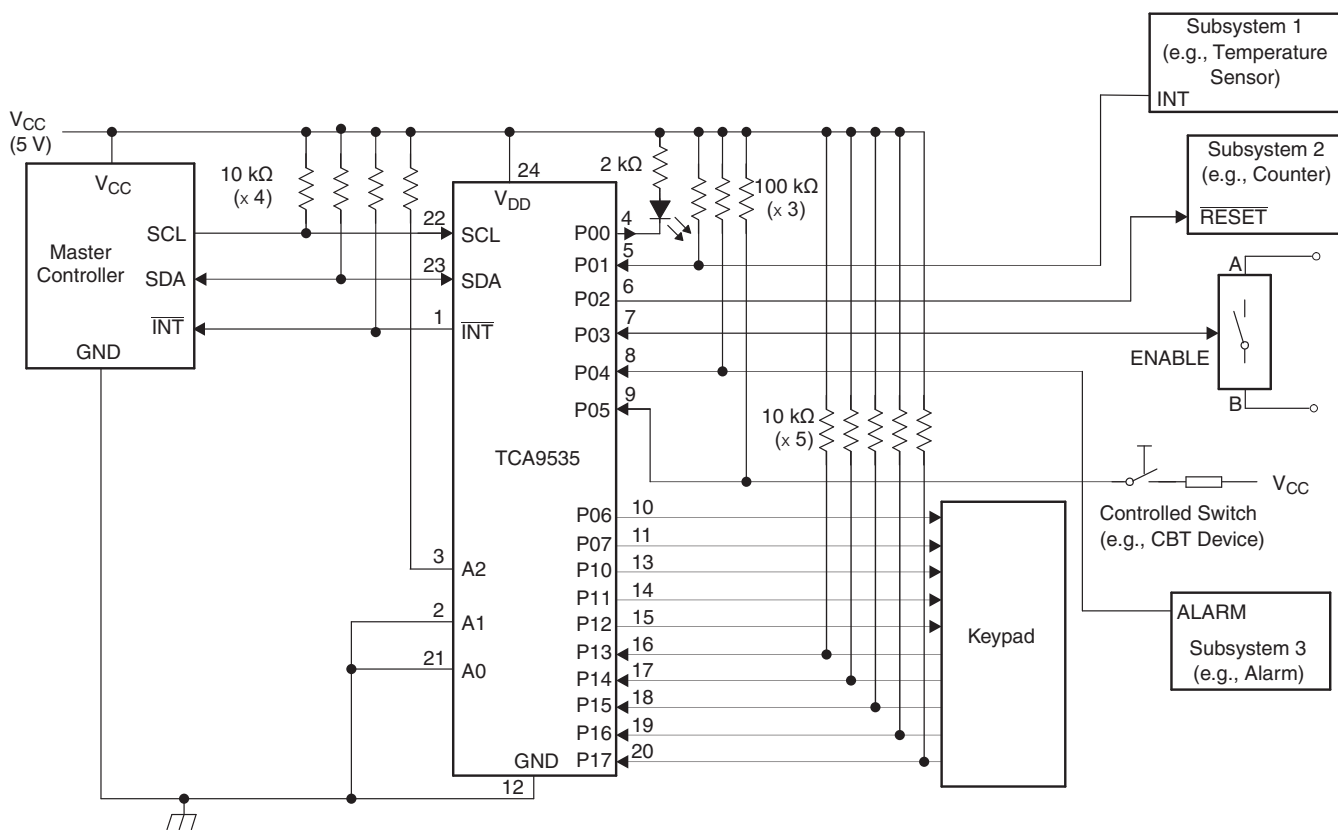 Subsystem 1
(e.g., Temperature
Sensor)
INT
VCC
(5 V)
VCC
10 kΩ
(x 4)
24
VDD
2 kΩ
100 kΩ
(x 3)
Subsystem 2
(e.g., Counter)
RESET
Master
Controller
SCL
SDA
INT
GND
22
SCL
23
SDA
1
INT
P00
4
P01
5
P02
6
P03
7
P04
8
P05
9
A
ENABLE
B
10 kΩ
(x 5)
TCA9535
VCC
Controlled Switch
(e.g., CBT Device)
P06
10
P07
11
P10
13
P11
14
P12
15
P13
16
P14
17
P15
18
P16
19
P17
20
Keypad
3
A2
2
A1
21
A0
GND
12
ALARM
Subsystem 3
(e.g., Alarm)